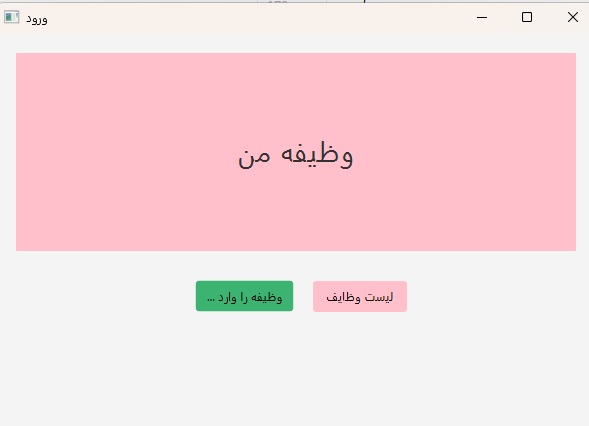 ورود
وظیفه من
لیست وظایف
وظیفه را وارد ...